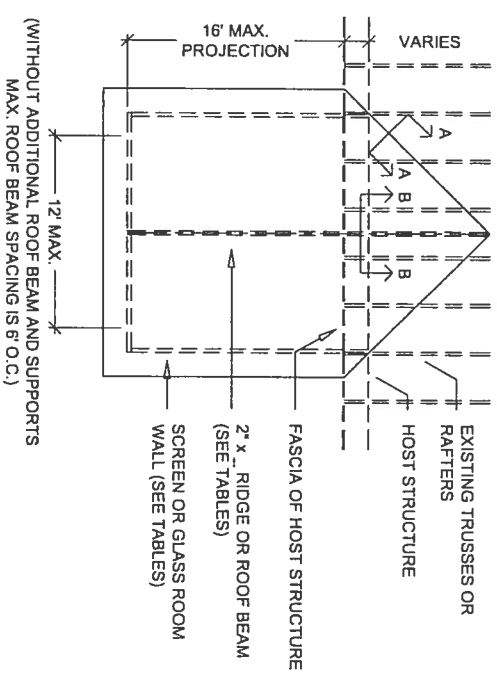 16' MAX.
PROJECTION
VARIES
A
A
B
B
EXISTING TRUSSES OR
RAFTERS
HOST STRUCTURE
FASCIA OF HOST STRUCTURE
2" x _ RIDGE OR ROOF BEAM
(SEE TABLES)
SCREEN OR GLASS ROOM
WALL (SEE TABLES)
12' MAX.
(WITHOUT ADDITIONAL ROOF BEAM AND SUPPORTS
MAX. ROOF BEAM SPACING IS 6' O.C.)